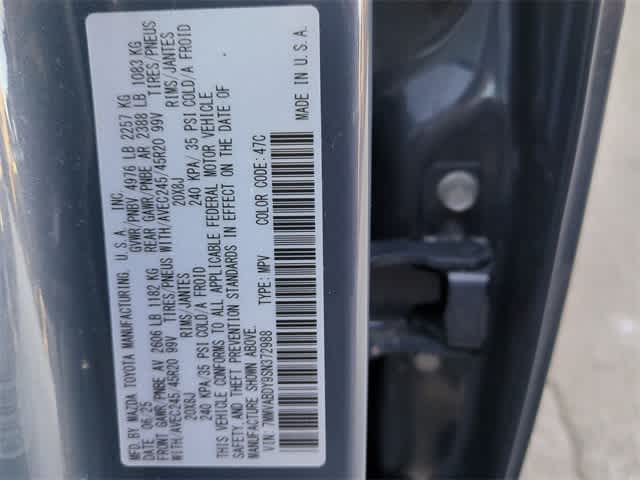 MFD. BY MAZDA TOYOTA MANUFACTURING, U.S.A., INC.
DATE: 06/25 GVWR/PNBV 4976 LB 2257 KG
FRONT GAWR/PNBE AV 2606 LB 1182 KG REAR GAWR/PNBE AR 2388 LB 1083 KG
WITH/AVEC245/45R20 99V TIRES/PNEUS WITH/AVEC245/45R20 99V TIRES/PNEUS
20X8J RIMS/JANTES 20X8J RIMS/JANTES
240 KPA/ 35 PSI COLD/A FROID 240 KPA/ 35 PSI COLD/A FROID
THIS VEHICLE CONFORMS TO ALL APPLICABLE FEDERAL MOTOR VEHICLE
SAFETY, AND THEFT PREVENTION STANDARDS IN EFFECT ON THE DATE OF
MANUFACTURE SHOWN ABOVE. MADE IN U.S.A.
VIN: 7MMVABDY9SN372988 TYPE: MPV COLOR CODE: 47C